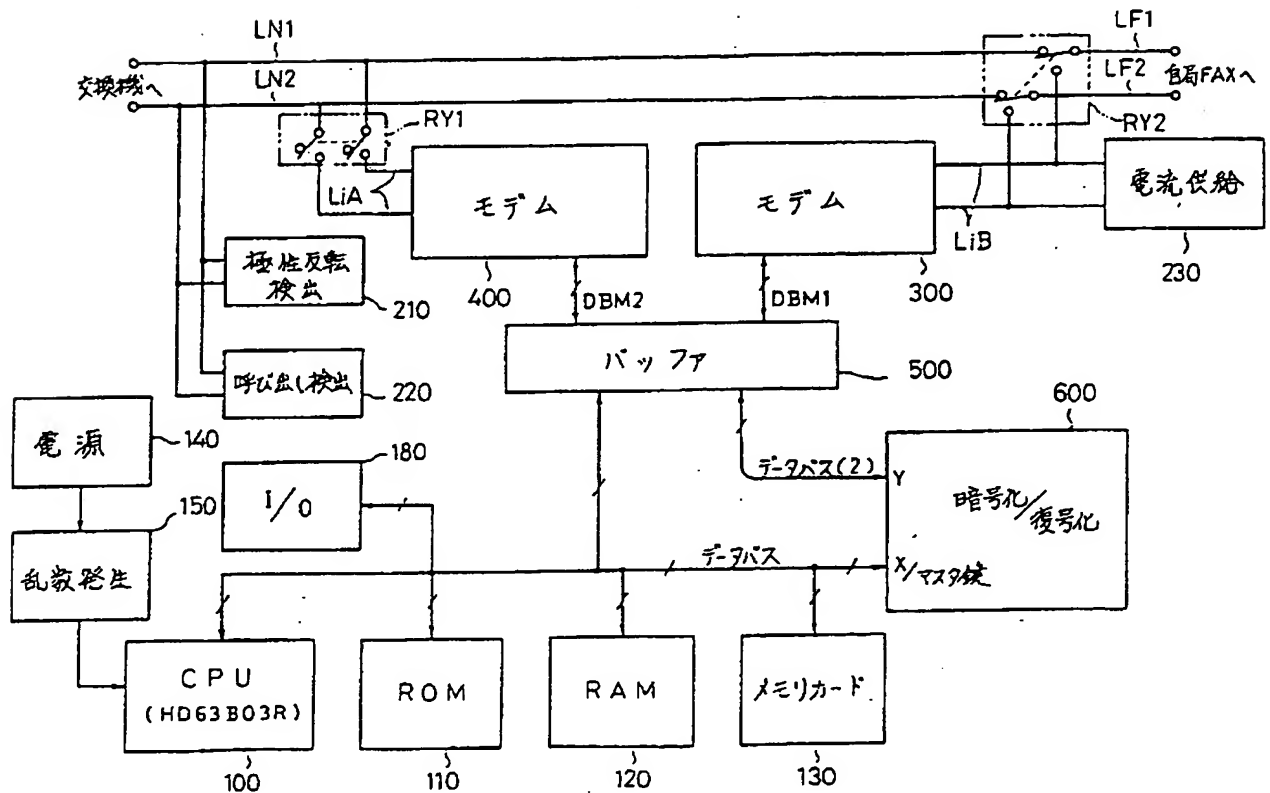 LN1
LF1
交換機へ
LN2
LF2
自局FAXへ
RY1
RY2
LiA
モデム
モデム
電流供給
LiB
極性反転
検出
400
DBM2
DBM1
300
230
210
バッファ
500
呼び出し検出
220
600
電源
140
180
データバス(2)
Y
I/O
150
暗号化/
復号化
乱数発生
データバス
X/マスタ鍵
CPU
(HD63B03R)
ROM
RAM
メモリカード
100
110
120
130